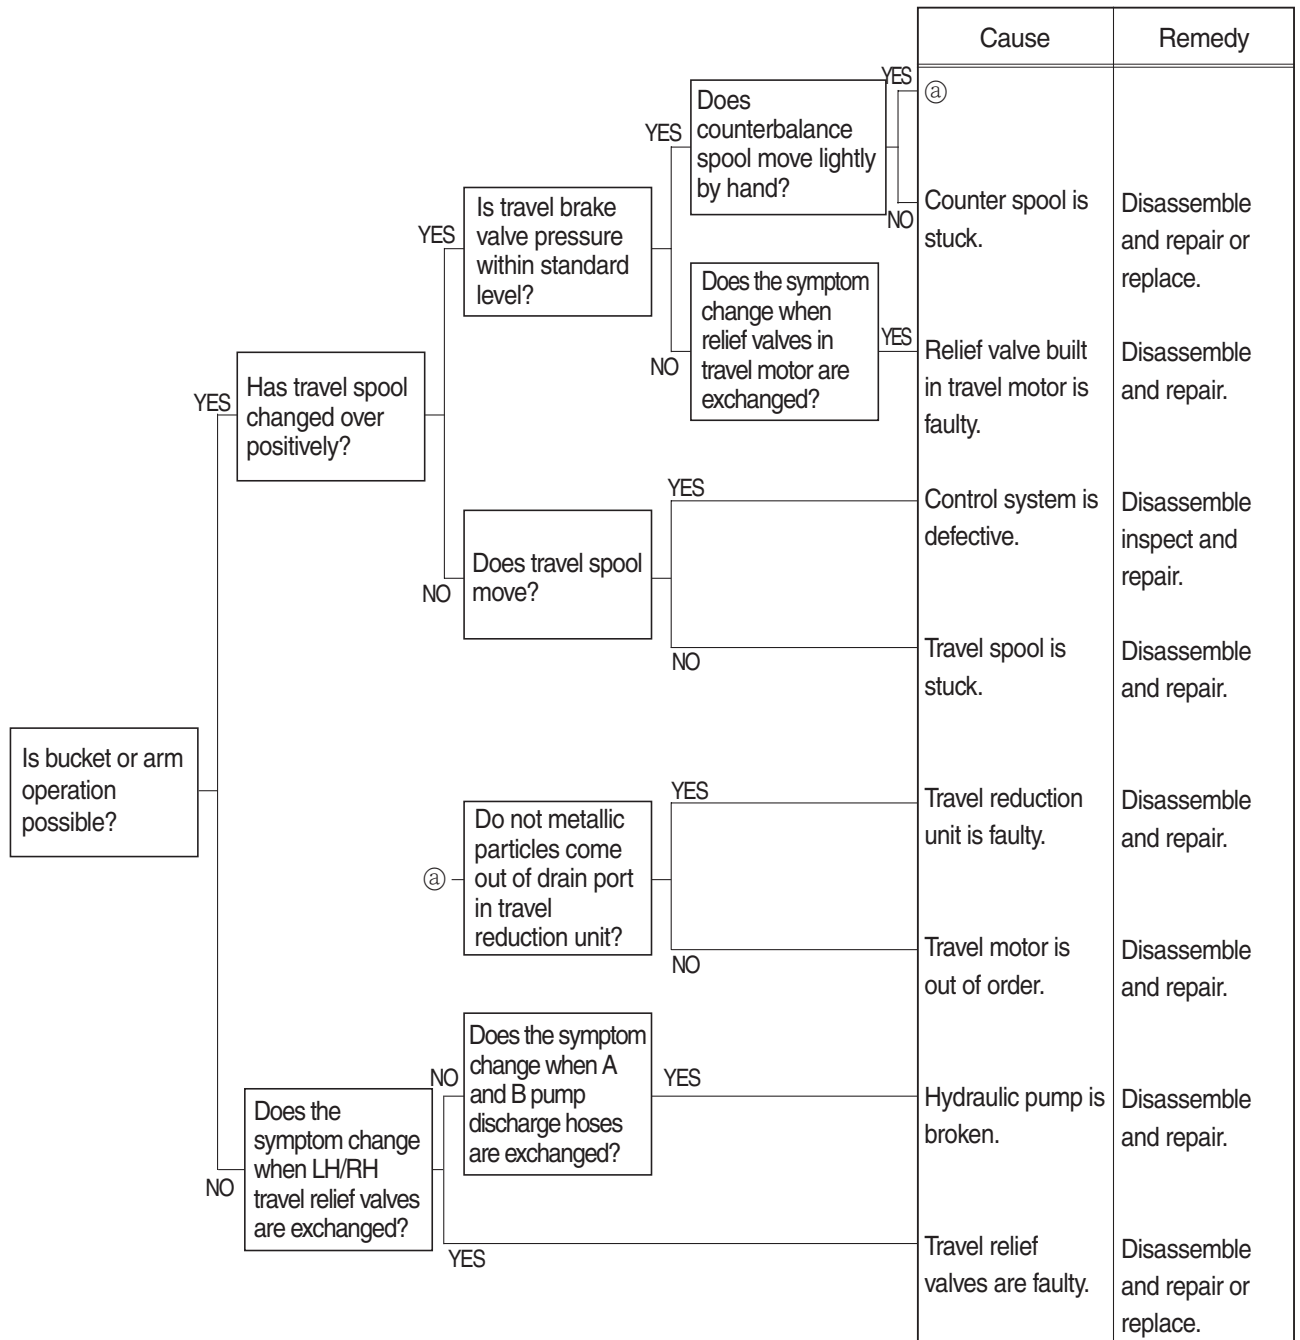 Cause
Remedy
YES
ⓐ
Does
counterbalance
spool move lightly
by hand?
YES
NO
Counter spool is
stuck.
Disassemble
and repair or
replace.
Is travel brake
valve pressure
within standard
level?
YES
Does the symptom
change when
relief valves in
travel motor are
exchanged?
YES
NO
Relief valve built
in travel motor is
faulty.
Disassemble
and repair.
Has travel spool
changed over
positively?
YES
YES
Control system is
defective.
Disassemble
inspect and
repair.
Does travel spool
move?
NO
NO
Travel spool is
stuck.
Disassemble
and repair.
Is bucket or arm
operation
possible?
YES
Travel reduction
unit is faulty.
Disassemble
and repair.
ⓐ
Do not metallic
particles come
out of drain port
in travel
reduction unit?
NO
Travel motor is
out of order.
Disassemble
and repair.
Does the symptom
change when A
and B pump
discharge hoses
are exchanged?
NO
YES
Hydraulic pump is
broken.
Disassemble
and repair.
Does the
symptom change
when LH/RH
travel relief valves
are exchanged?
NO
YES
Travel relief
valves are faulty.
Disassemble
and repair or
replace.